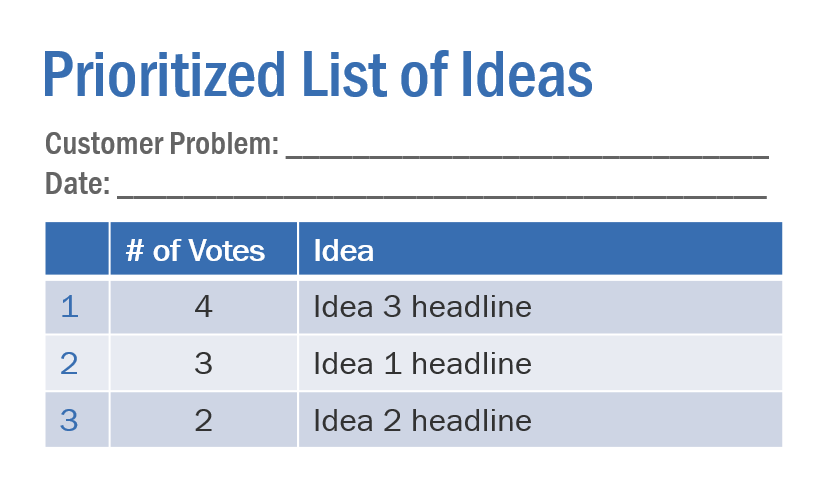 Prioritized List of Ideas
Customer Problem: ______________________________
Date: ________________________________________
# of Votes Idea
1 4 Idea 3 headline
2 3 Idea 1 headline
3 2 Idea 2 headline